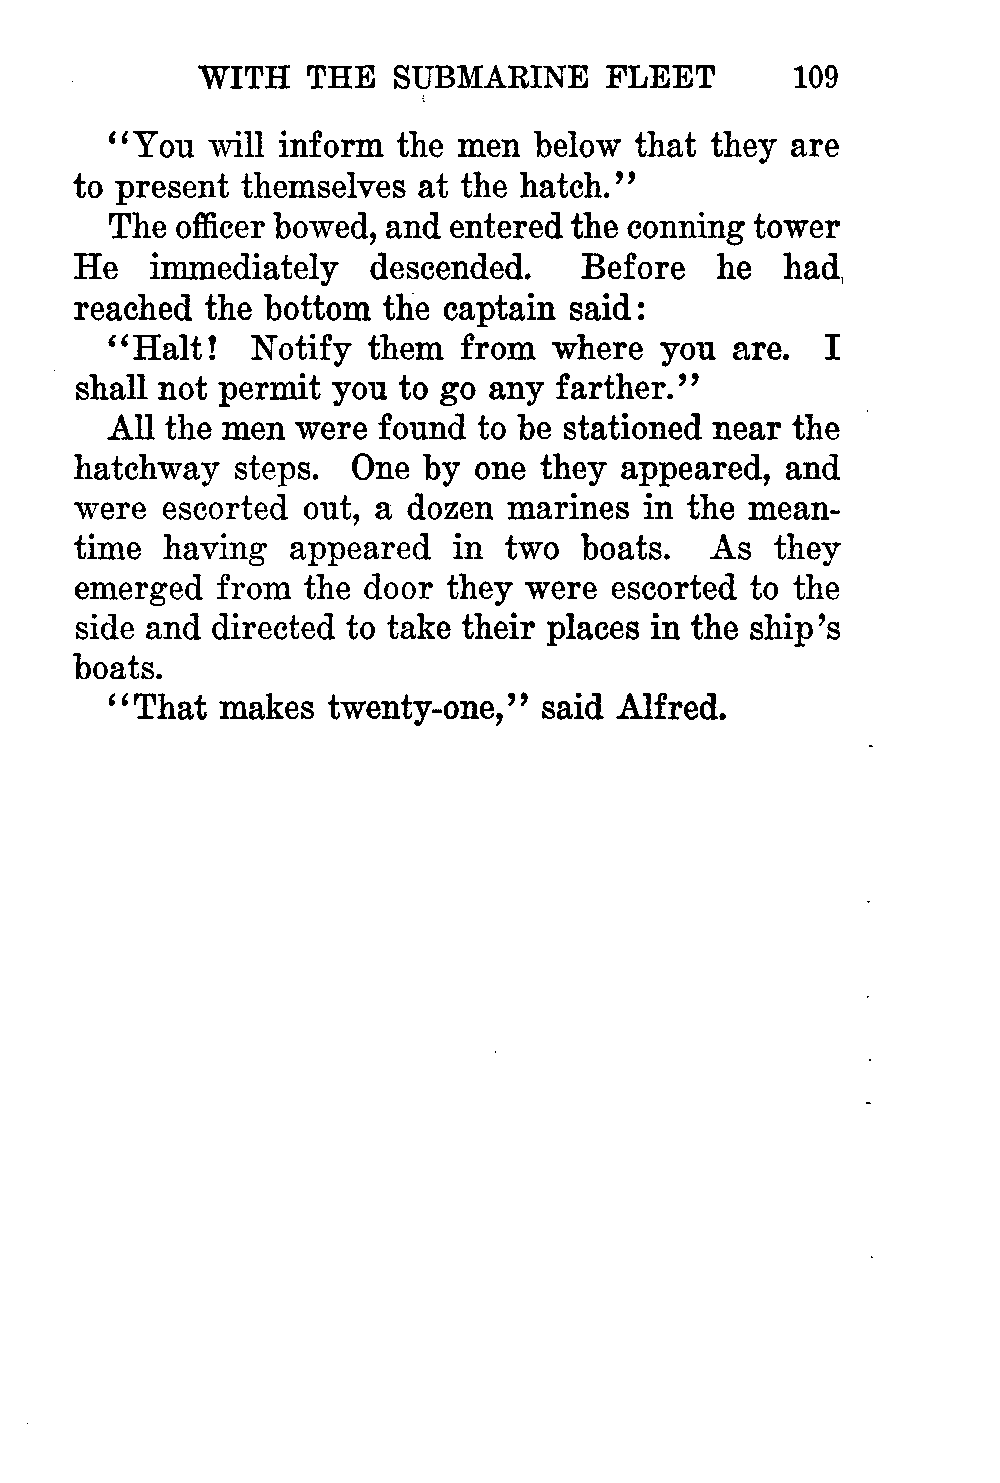 WITH THE SUBMARINE FLEET 109
"You will inform the men below that they are
to present themselves at the hatch."
The officer bowed, and entered the conning tower
He immediately descended. Before he had
reached the bottom the captain said:
"Halt! Notify them from where you are. I
shall not permit you to go any farther."
All the men were found to be stationed near the
hatchway steps. One by one they appeared, and
were escorted out, a dozen marines in the mean-
time having appeared in two boats. As they
emerged from the door they were escorted to the
side and directed to take their places in the ship's
boats.
"That makes twenty-one," said Alfred.